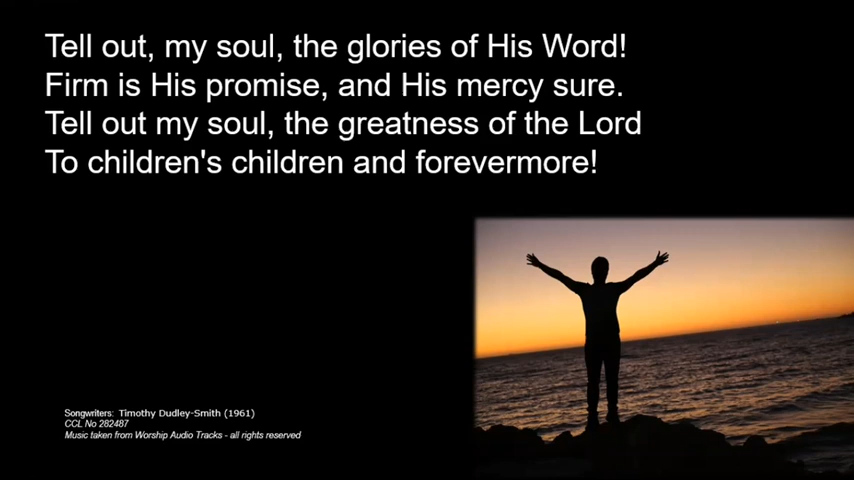 Tell out, my soul, the glories of His Word!
Firm is His promise, and His mercy sure.
Tell out my soul, the greatness of the Lord
To children's children and forevermore!
Songwriters: Timothy Dudley-Smith (1961)
CCL No 282487
Music taken from Worship Audio Tracks - all rights reserved